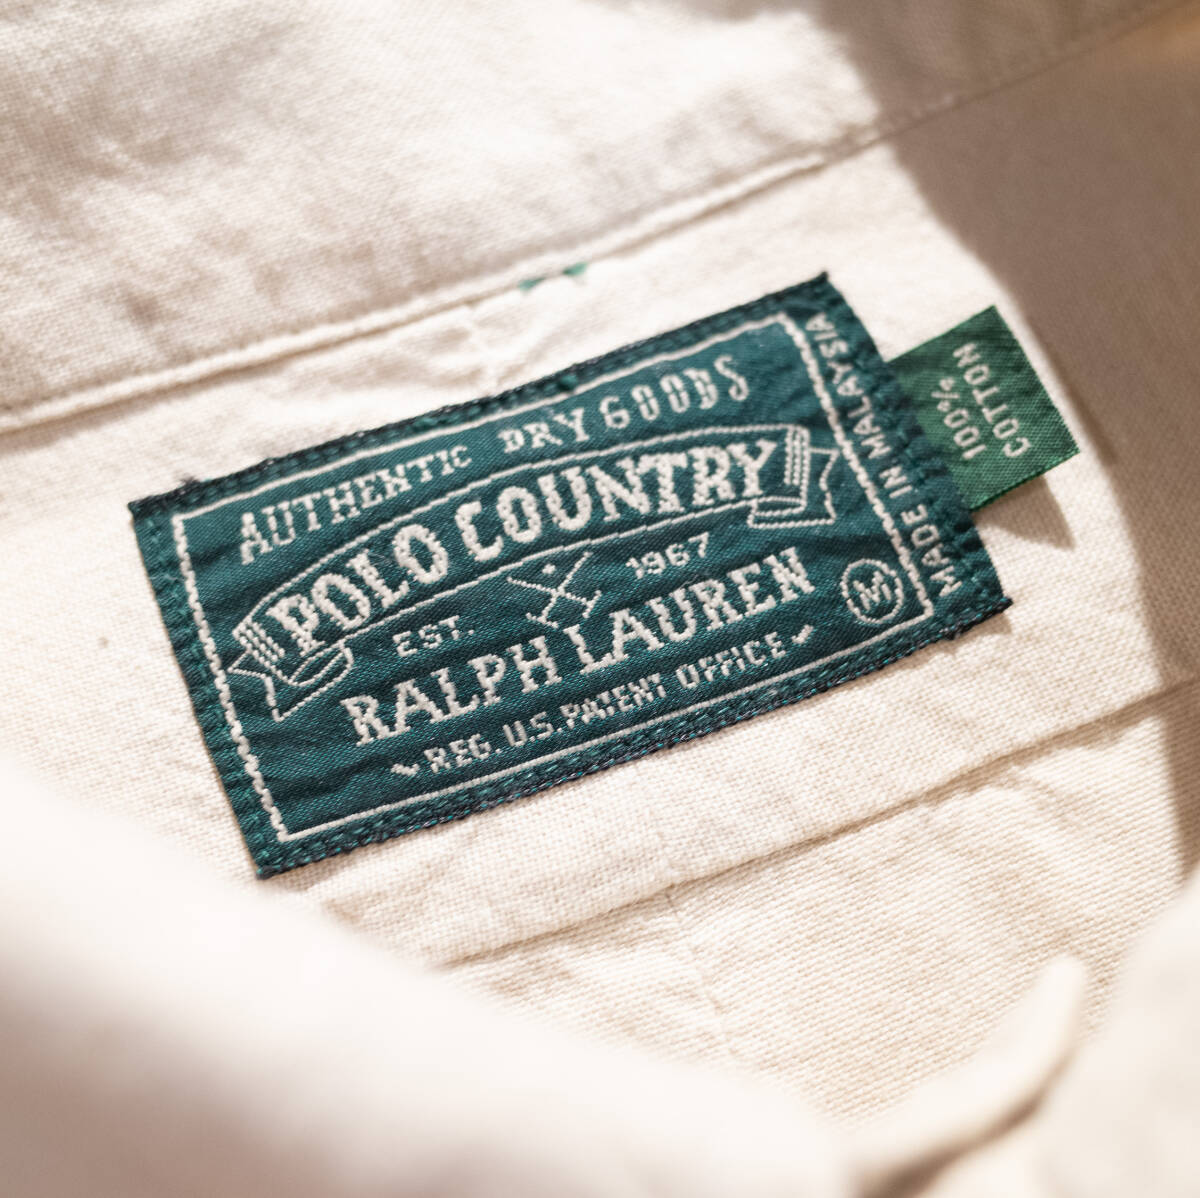 AUTHENTIC DRY GOODS
POLO COUNTRY
EST. 1967
RALPH LAUREN
REG. U.S. PATENT OFFICE
M
MADE IN MALAYSIA
100%
COTTON